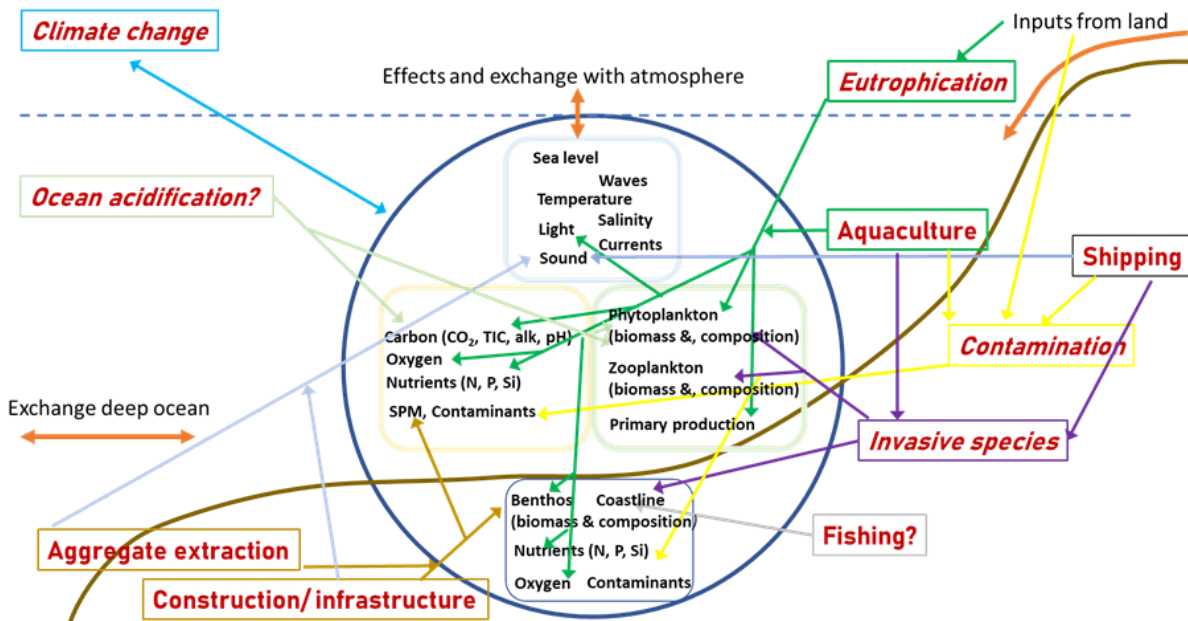 Climate change
Inputs from land
Effects and exchange with atmosphere
Eutrophication
Sea level
Waves
Temperature
Ocean acidification?
Salinity
Light
Aquaculture
Currents
Sound
Shipping
Phytoplankton
Carbon (CO₂, TIC, alk, pH)
(biomass &, composition)
Contamination
Oxygen
Zooplankton
Nutrients (N, P, Si)
(biomass &, composition)
Exchange deep ocean
SPM, Contaminants
Primary production
Invasive species
Benthos
Coastline
(biomass & composition)
Fishing?
Aggregate extraction
Nutrients (N, P, Si)
Oxygen
Contaminants
Construction/ infrastructure